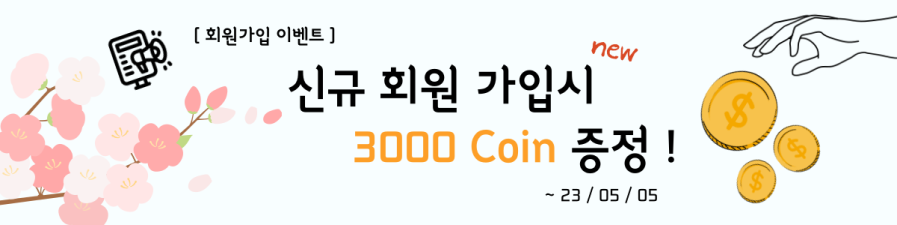 [ 회원가입 이벤트 ]
new
신규 회원 가입시
3000 Coin 증정 !
~ 23 / 05 / 05